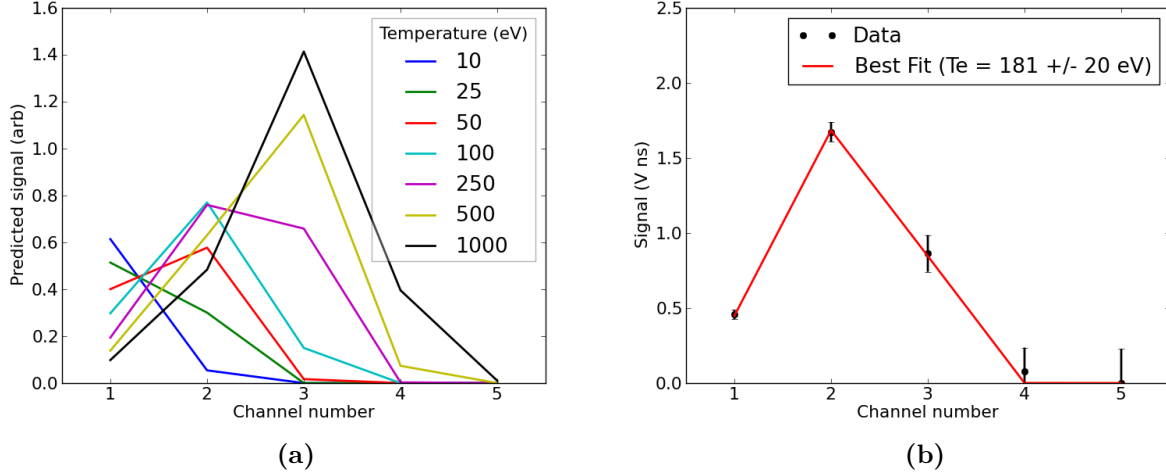 1.6
1.4
1.2
1.0
0.8
0.6
0.4
0.2
0.0
Predicted signal (arb)
1 2 3 4 5
Channel number
Temperature (eV)
10
25
50
100
250
500
1000
(a)
2.5
2.0
1.5
1.0
0.5
0.0
Signal (V ns)
1 2 3 4 5
Channel number
Data
Best Fit (Te = 181 +/- 20 eV)
(b)